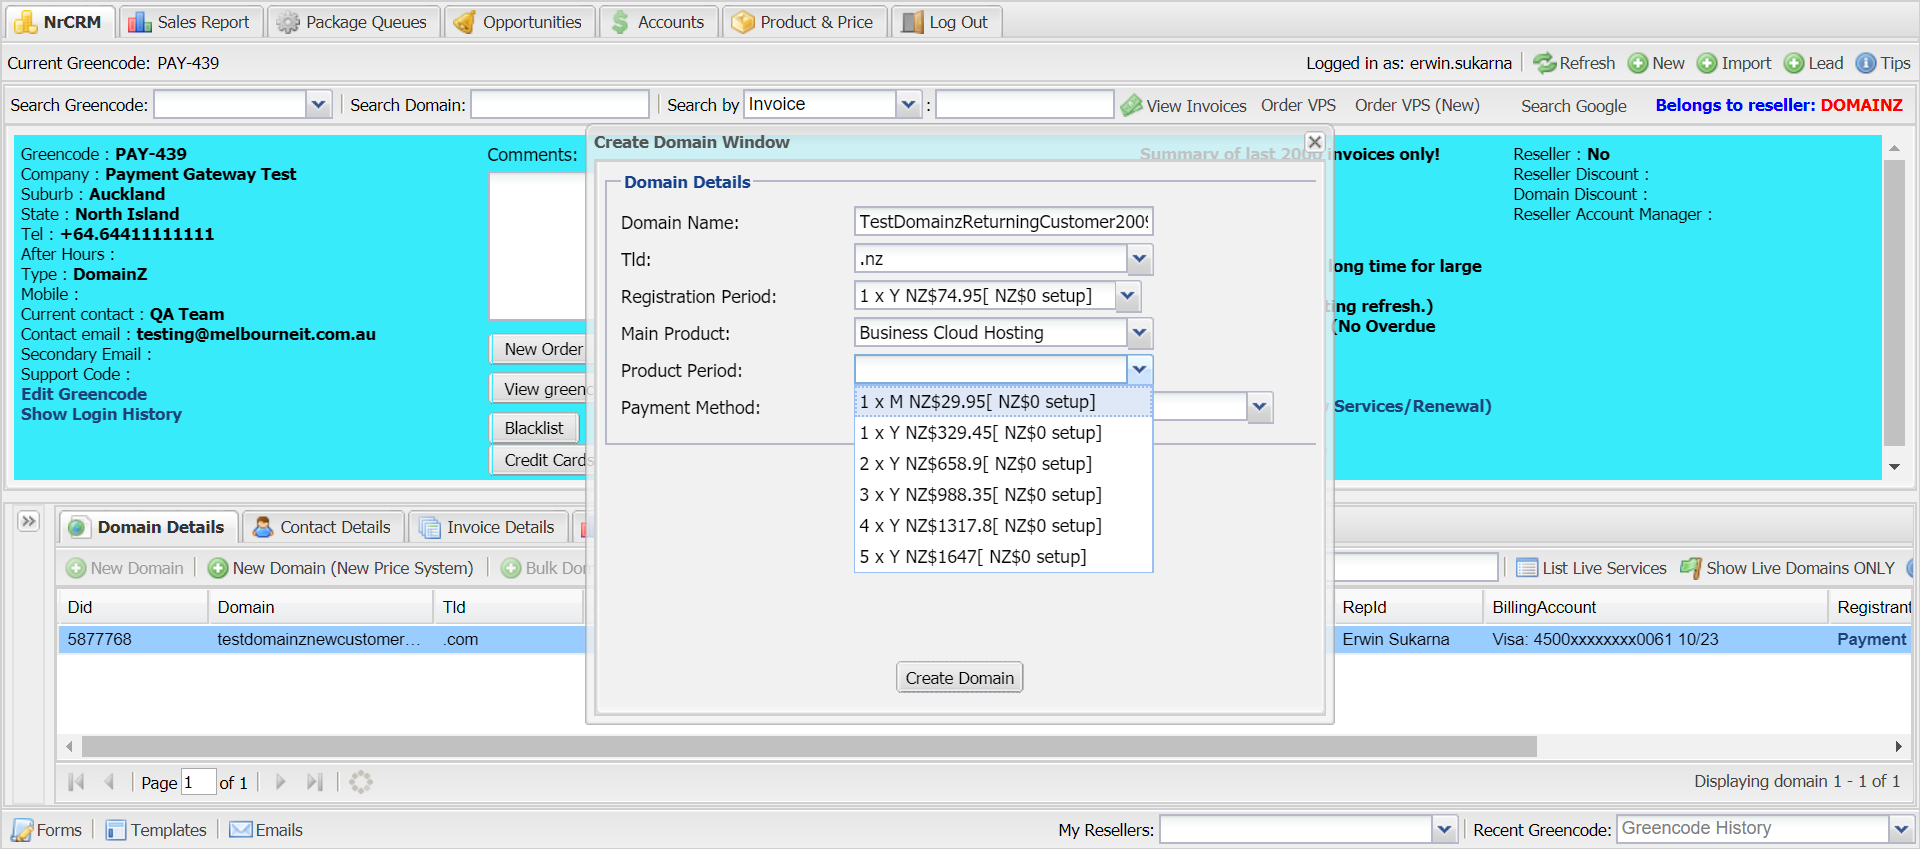 NrCRM Sales Report Package Queues Opportunities Accounts Product & Price Log Out
Current Greencode: PAY-439 Logged in as: erwin.sukarna Refresh New Import Lead Tips
Search Greencode: Search Domain: Search by Invoice : View Invoices Order VPS Order VPS (New) Search Google Belongs to reseller: DOMAINZ
Greencode : PAY-439
Company : Payment Gateway Test
Suburb : Auckland
State : North Island
Tel : +64.64411111111
After Hours :
Type : DomainZ
Mobile :
Current contact : QA Team
Contact email : testing@melbourneit.com.au
Secondary Email :
Support Code :
Edit Greencode
Show Login History
Comments:
New Order
View greenc
Blacklist
Credit Cards
Summary of last 2000 invoices only!
long time for large
ting refresh.)
(No Overdue
Services/Renewal)
Reseller : No
Reseller Discount :
Domain Discount :
Reseller Account Manager :
Create Domain Window
Domain Details
Domain Name: TestDomainzReturningCustomer2009
Tld: .nz
Registration Period: 1 x Y NZ$74.95[ NZ$0 setup]
Main Product: Business Cloud Hosting
Product Period:
Payment Method:
1 x M NZ$29.95[ NZ$0 setup]
1 x Y NZ$329.45[ NZ$0 setup]
2 x Y NZ$658.9[ NZ$0 setup]
3 x Y NZ$988.35[ NZ$0 setup]
4 x Y NZ$1317.8[ NZ$0 setup]
5 x Y NZ$1647[ NZ$0 setup]
Create Domain
Domain Details Contact Details Invoice Details
New Domain New Domain (New Price System) Bulk Dom List Live Services Show Live Domains ONLY
Did Domain Tld RepId BillingAccount Registrant
5877768 testdomainznewcustomer... .com Erwin Sukarna Visa: 4500xxxxxxxx0061 10/23 Payment
Page 1 of 1 Displaying domain 1 - 1 of 1
Forms Templates Emails My Resellers: Recent Greencode: Greencode History